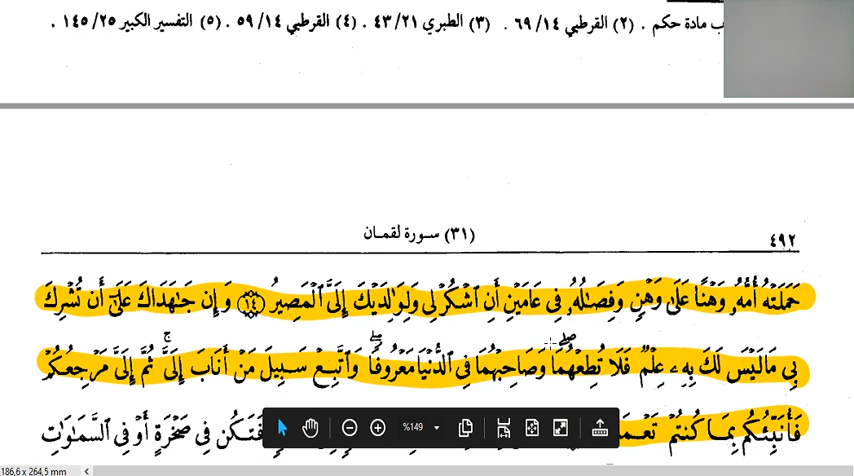 ب مادة حكم . (٢) القرطبي ٦٩/١٤ . (٣) الطبري ٤٣/٢١ . (٤) القرطبي ٥٩/١٤ . (٥) التفسير الكبير ١٤٥/٢٥ .
٤٩٢ (٣١) سورة لقمان
حَمَلَتْهُ أُمُّهُۥ وَهْنًا عَلَىٰ وَهْنٍ وَفِصَـٰلُهُۥ فِى عَامَيْنِ أَنِ ٱشْكُرْ لِى وَلِوَٰلِدَيْكَ إِلَىَّ ٱلْمَصِيرُ ١٤ وَإِن جَـٰهَدَاكَ عَلَىٰٓ أَن تُشْرِكَ
بِى مَا لَيْسَ لَكَ بِهِۦ عِلْمٌ فَلَا تُطِعْهُمَا ۖ وَصَاحِبْهُمَا فِى ٱلدُّنْيَا مَعْرُوفًا ۖ وَٱتَّبِعْ سَبِيلَ مَنْ أَنَابَ إِلَىَّ ۚ ثُمَّ إِلَىَّ مَرْجِعُكُمْ
فَأُنَبِّئُكُم بِمَا كُنتُمْ فَتَكُن فِى صَخْرَةٍ أَوْ فِى ٱلسَّمَـٰوَٰتِ
%149
186,6 x 264,5 mm